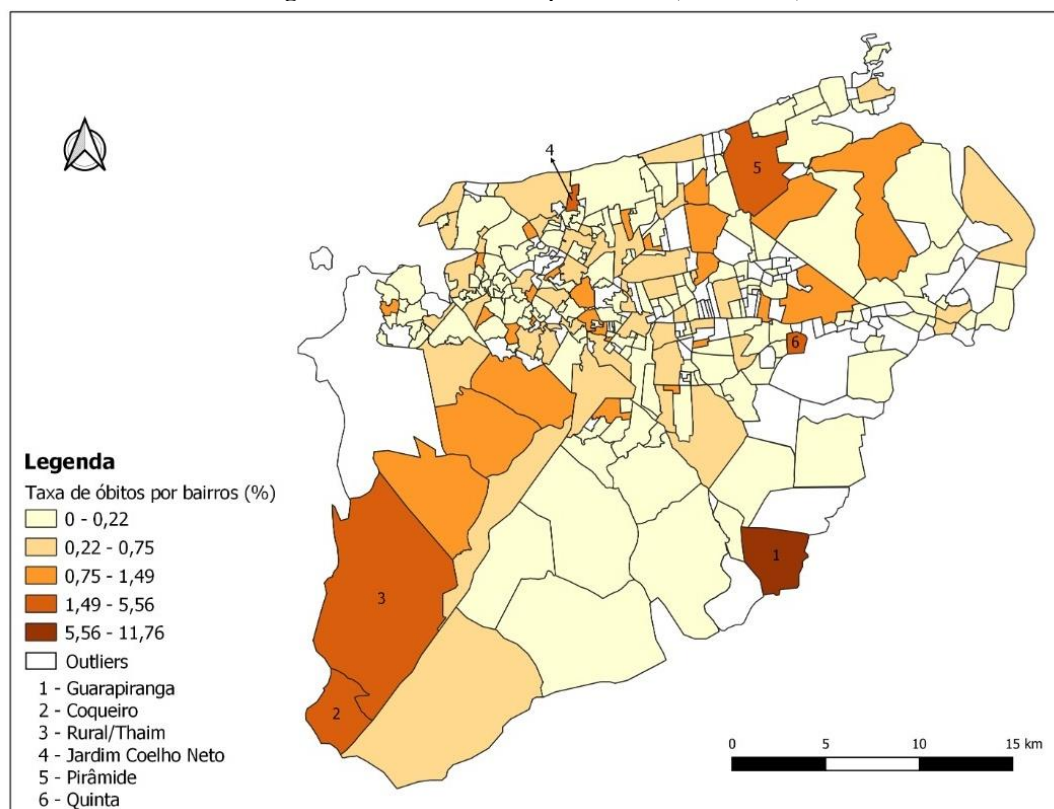 4
5
6
3
2
1
Legenda
Taxa de óbitos por bairros (%)
0 - 0,22
0,22 - 0,75
0,75 - 1,49
1,49 - 5,56
5,56 - 11,76
Outliers
1 - Guarapiranga
2 - Coqueiro
3 - Rural/Thaim
4 - Jardim Coelho Neto
5 - Pirâmide
6 - Quinta
0 5 10 15 km